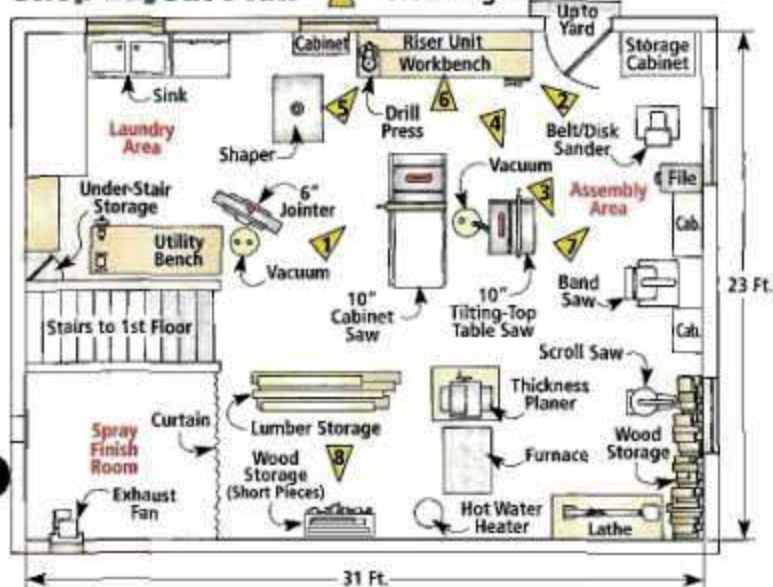 Up to
Yard
Cabinet
Riser Unit
Workbench
Storage
Cabinet
Sink
5
Drill
Press
6
2
4
Laundry
Area
Shaper
Belt/Disk
Sander
Vacuum
Under-Stair
Storage
6"
Jointer
3
Assembly
Area
File
Cab.
Utility
Bench
1
7
Vacuum
10"
Cabinet
Saw
10"
Tilting-Top
Table Saw
Band
Saw
23 Ft.
Stairs to 1st Floor
Cab.
Scroll Saw
Thickness
Planer
Curtain
Lumber Storage
Spray
Finish
Room
8
Furnace
Wood
Storage
Wood
Storage
(Short Pieces)
Exhaust
Fan
Hot Water
Heater
Lathe
31 Ft.